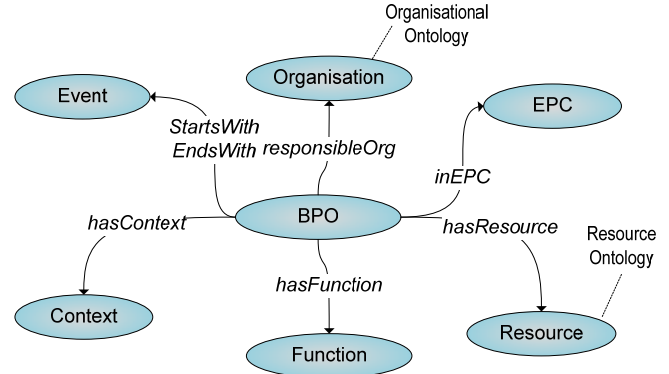 Organisational
Ontology
Organisation
Event
EPC
StartsWith
EndsWith
responsibleOrg
inEPC
BPO
hasContext
hasResource
Resource
Ontology
hasFunction
Context
Resource
Function